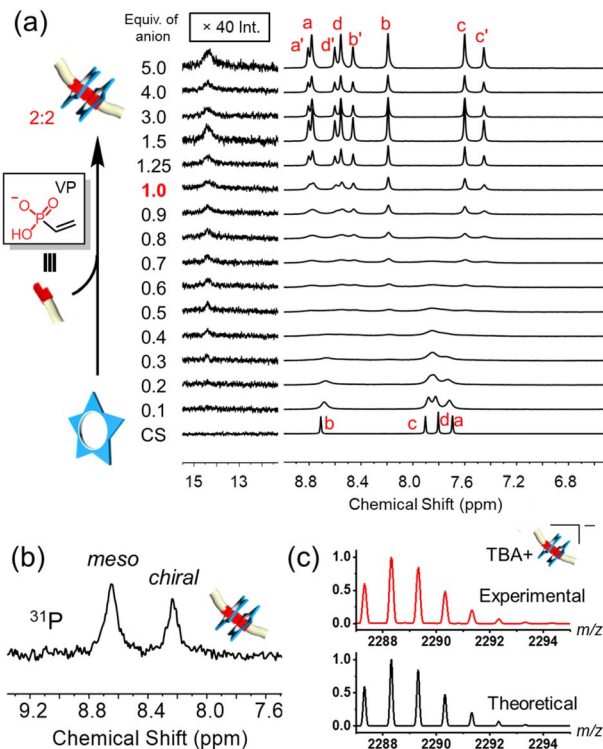 (a)
Equiv. of
anion
× 40 Int.
a d b c
a' d' b' c'
5.0
4.0
3.0
1.5
1.25
1.0
0.9
0.8
0.7
0.6
0.5
0.4
0.3
0.2
0.1
CS
2:2
VP
−
O O
P
HO
b c d a
15 13 8.8 8.4 8.0 7.6 7.2 6.8
Chemical Shift (ppm)
(b)
meso
chiral
31P
9.2 8.8 8.4 8.0 7.6
Chemical Shift (ppm)
(c)
TBA+
−
1.0
0.5
0.0
Experimental
2288 2290 2292 2294 m/z
1.0
0.5
0.0
Theoretical
2288 2290 2292 2294 m/z